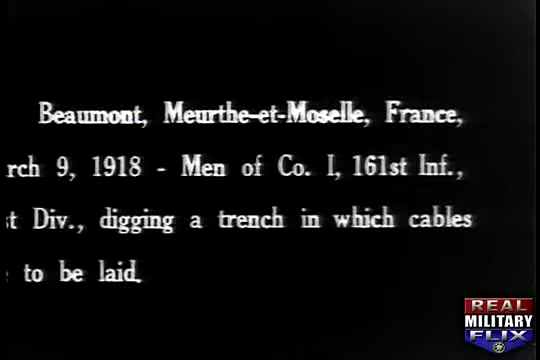 Beaumont, Meurthe-et-Moselle, France,
rch 9, 1918 - Men of Co. I, 161st Inf.,
t Div., digging a trench in which cables
to be laid.
REAL
MILITARY
FLIX